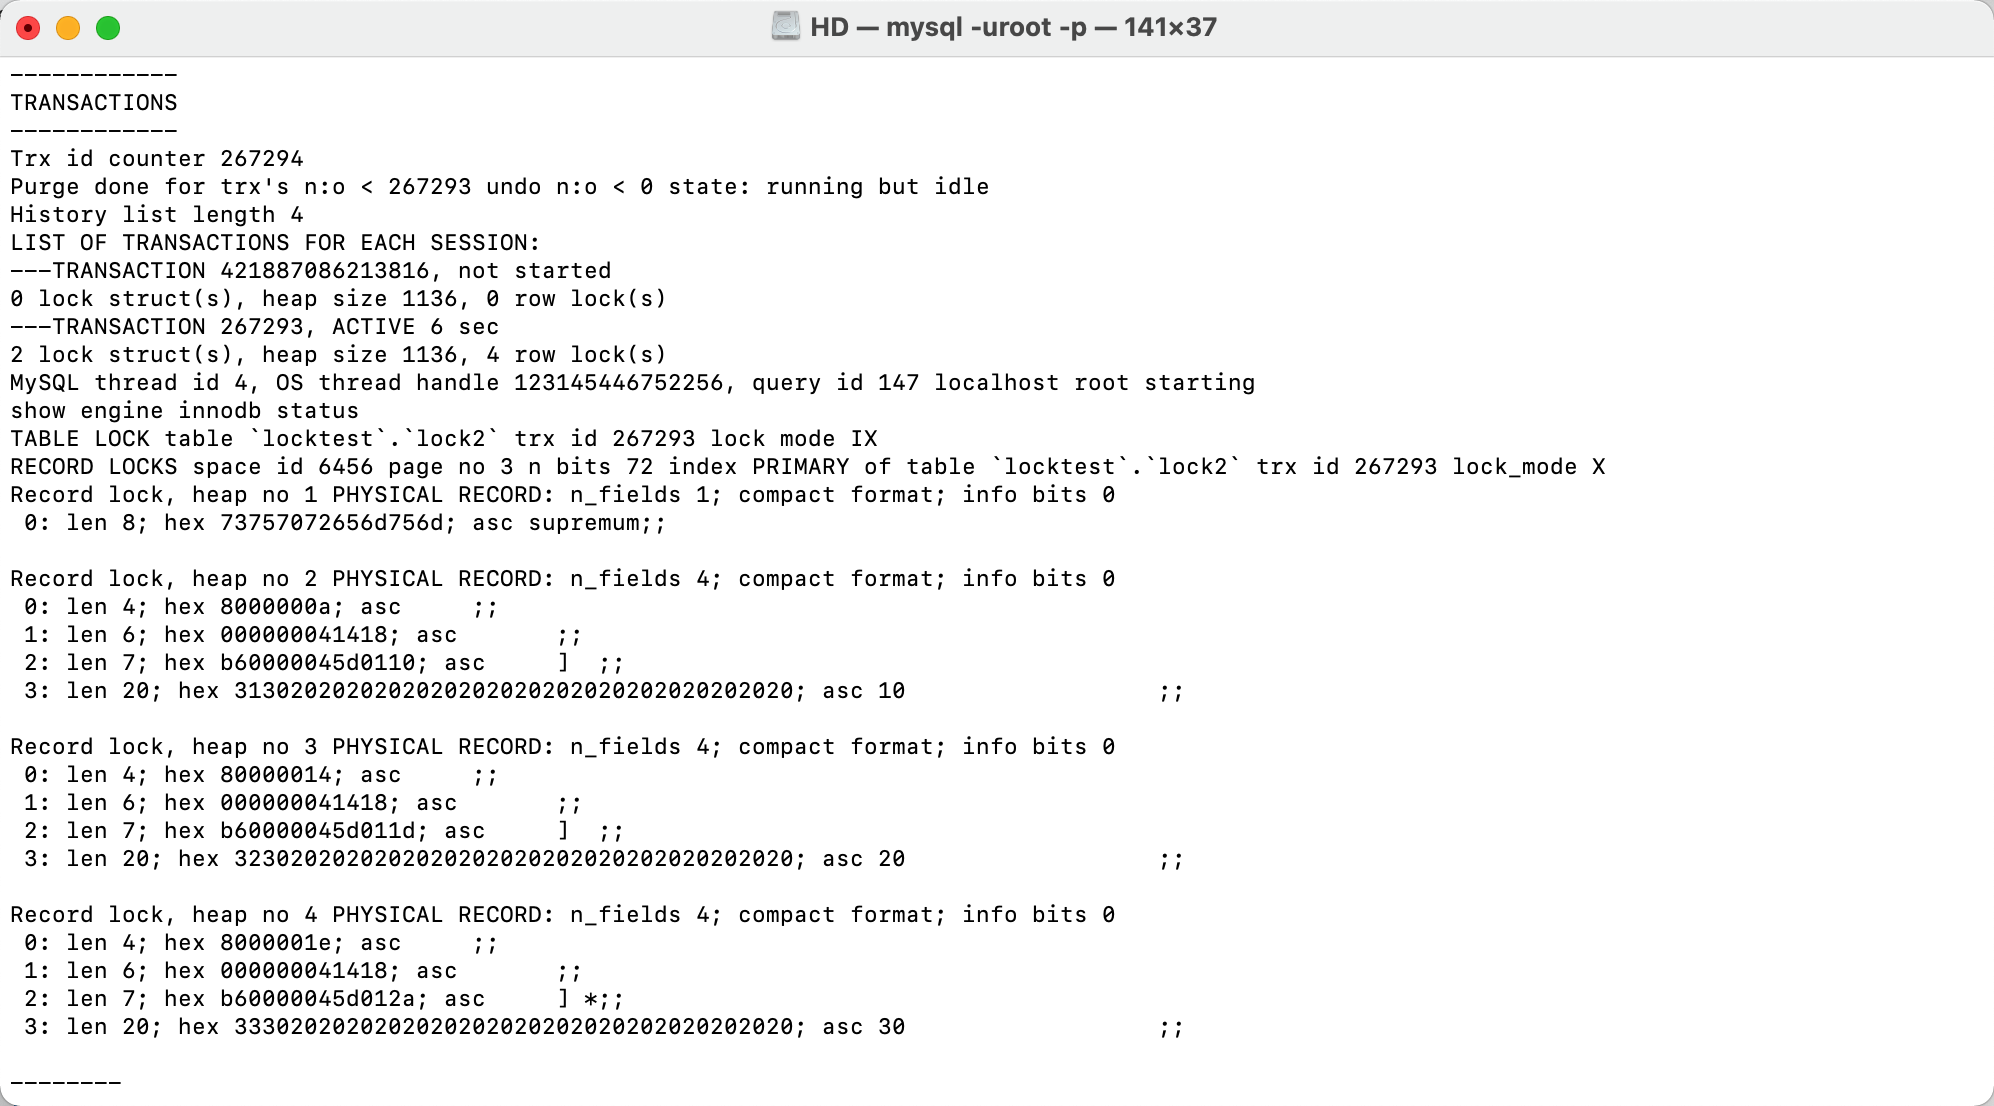 HD — mysql -uroot -p — 141×37
------------
TRANSACTIONS
------------
Trx id counter 267294
Purge done for trx's n:o < 267293 undo n:o < 0 state: running but idle
History list length 4
LIST OF TRANSACTIONS FOR EACH SESSION:
---TRANSACTION 421887086213816, not started
0 lock struct(s), heap size 1136, 0 row lock(s)
---TRANSACTION 267293, ACTIVE 6 sec
2 lock struct(s), heap size 1136, 4 row lock(s)
MySQL thread id 4, OS thread handle 123145446752256, query id 147 localhost root starting
show engine innodb status
TABLE LOCK table `locktest`.`lock2` trx id 267293 lock mode IX
RECORD LOCKS space id 6456 page no 3 n bits 72 index PRIMARY of table `locktest`.`lock2` trx id 267293 lock_mode X
Record lock, heap no 1 PHYSICAL RECORD: n_fields 1; compact format; info bits 0
 0: len 8; hex 73757072656d756d; asc supremum;;

Record lock, heap no 2 PHYSICAL RECORD: n_fields 4; compact format; info bits 0
 0: len 4; hex 8000000a; asc     ;;
 1: len 6; hex 000000041418; asc       ;;
 2: len 7; hex b60000045d0110; asc     ]  ;;
 3: len 20; hex 3130202020202020202020202020202020202020; asc 10                  ;;

Record lock, heap no 3 PHYSICAL RECORD: n_fields 4; compact format; info bits 0
 0: len 4; hex 80000014; asc     ;;
 1: len 6; hex 000000041418; asc       ;;
 2: len 7; hex b60000045d011d; asc     ]  ;;
 3: len 20; hex 3230202020202020202020202020202020202020; asc 20                  ;;

Record lock, heap no 4 PHYSICAL RECORD: n_fields 4; compact format; info bits 0
 0: len 4; hex 8000001e; asc     ;;
 1: len 6; hex 000000041418; asc       ;;
 2: len 7; hex b60000045d012a; asc     ] *;;
 3: len 20; hex 3330202020202020202020202020202020202020; asc 30                  ;;

--------